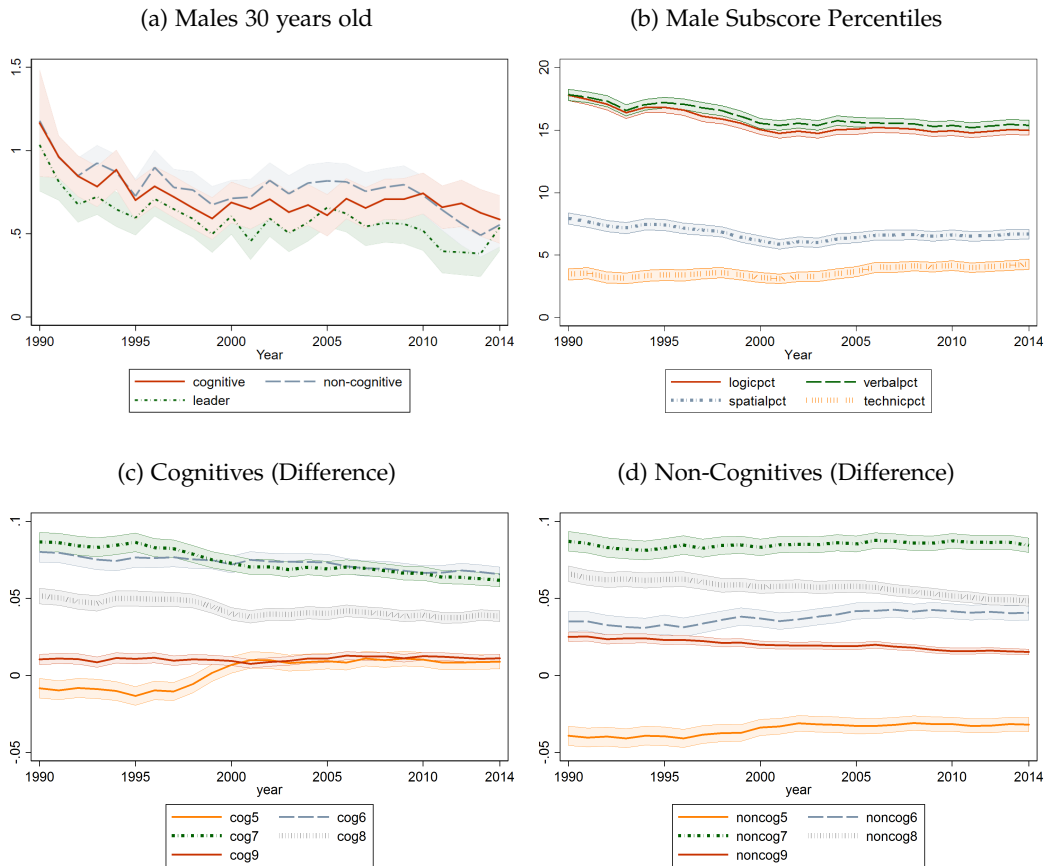 (a) Males 30 years old
1.5
1
.5
0
1990 1995 2000 2005 2010 2014
Year
cognitive non-cognitive
leader
(b) Male Subscore Percentiles
20
15
10
5
0
1990 1995 2000 2005 2010 2014
Year
logicpct verbalpct
spatialpct technicpct
(c) Cognitives (Difference)
.1
.05
0
-.05
1990 1995 2000 2005 2010 2014
year
cog5 cog6
cog7 cog8
cog9
(d) Non-Cognitives (Difference)
.1
.05
0
-.05
1990 1995 2000 2005 2010 2014
year
noncog5 noncog6
noncog7 noncog8
noncog9